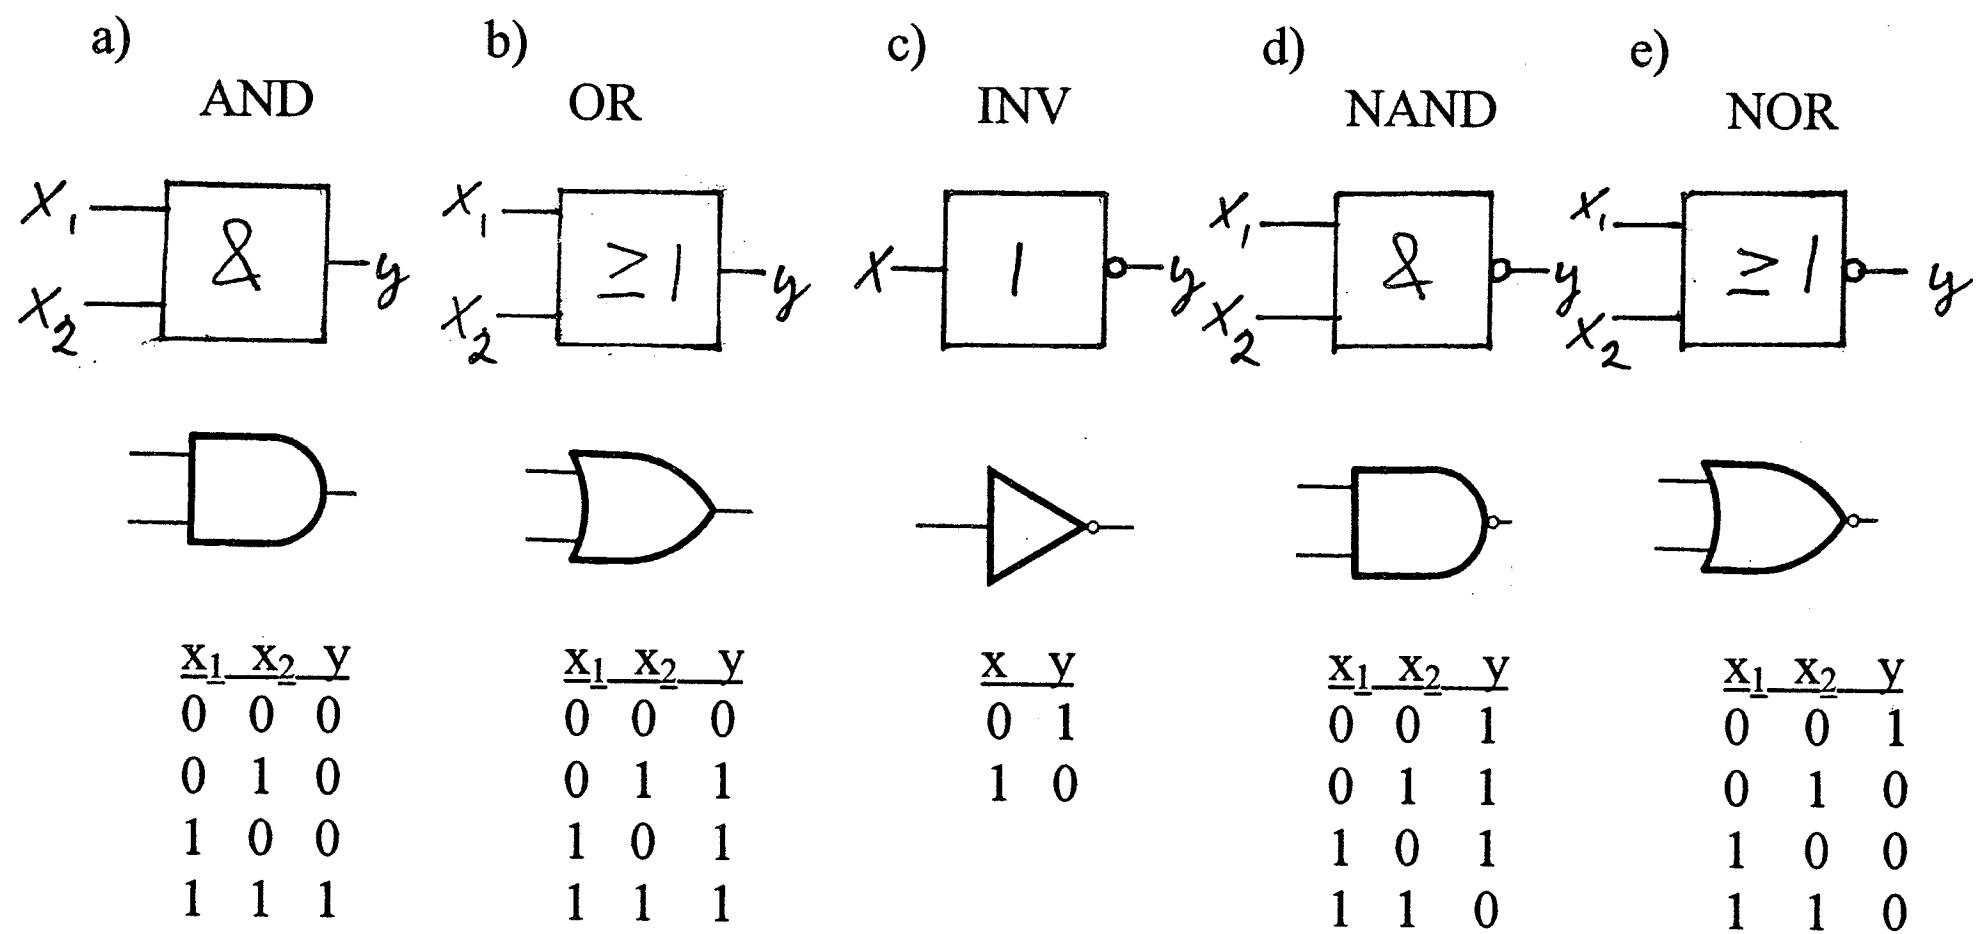 a) b) c) d) e)
AND OR INV NAND NOR
X₁ X₁ X₁ X₁
& ≥1 X 1 & ≥1
y y y y y
X₂ X₂ X₂ X₂
x₁ x₂ y x₁ x₂ y x y x₁ x₂ y x₁ x₂ y
0 0 0 0 0 0 0 1 0 0 1 0 0 1
0 1 0 0 1 1 1 0 0 1 1 0 1 0
1 0 0 1 0 1 1 0 1 1 0 0
1 1 1 1 1 1 1 1 0 1 1 0